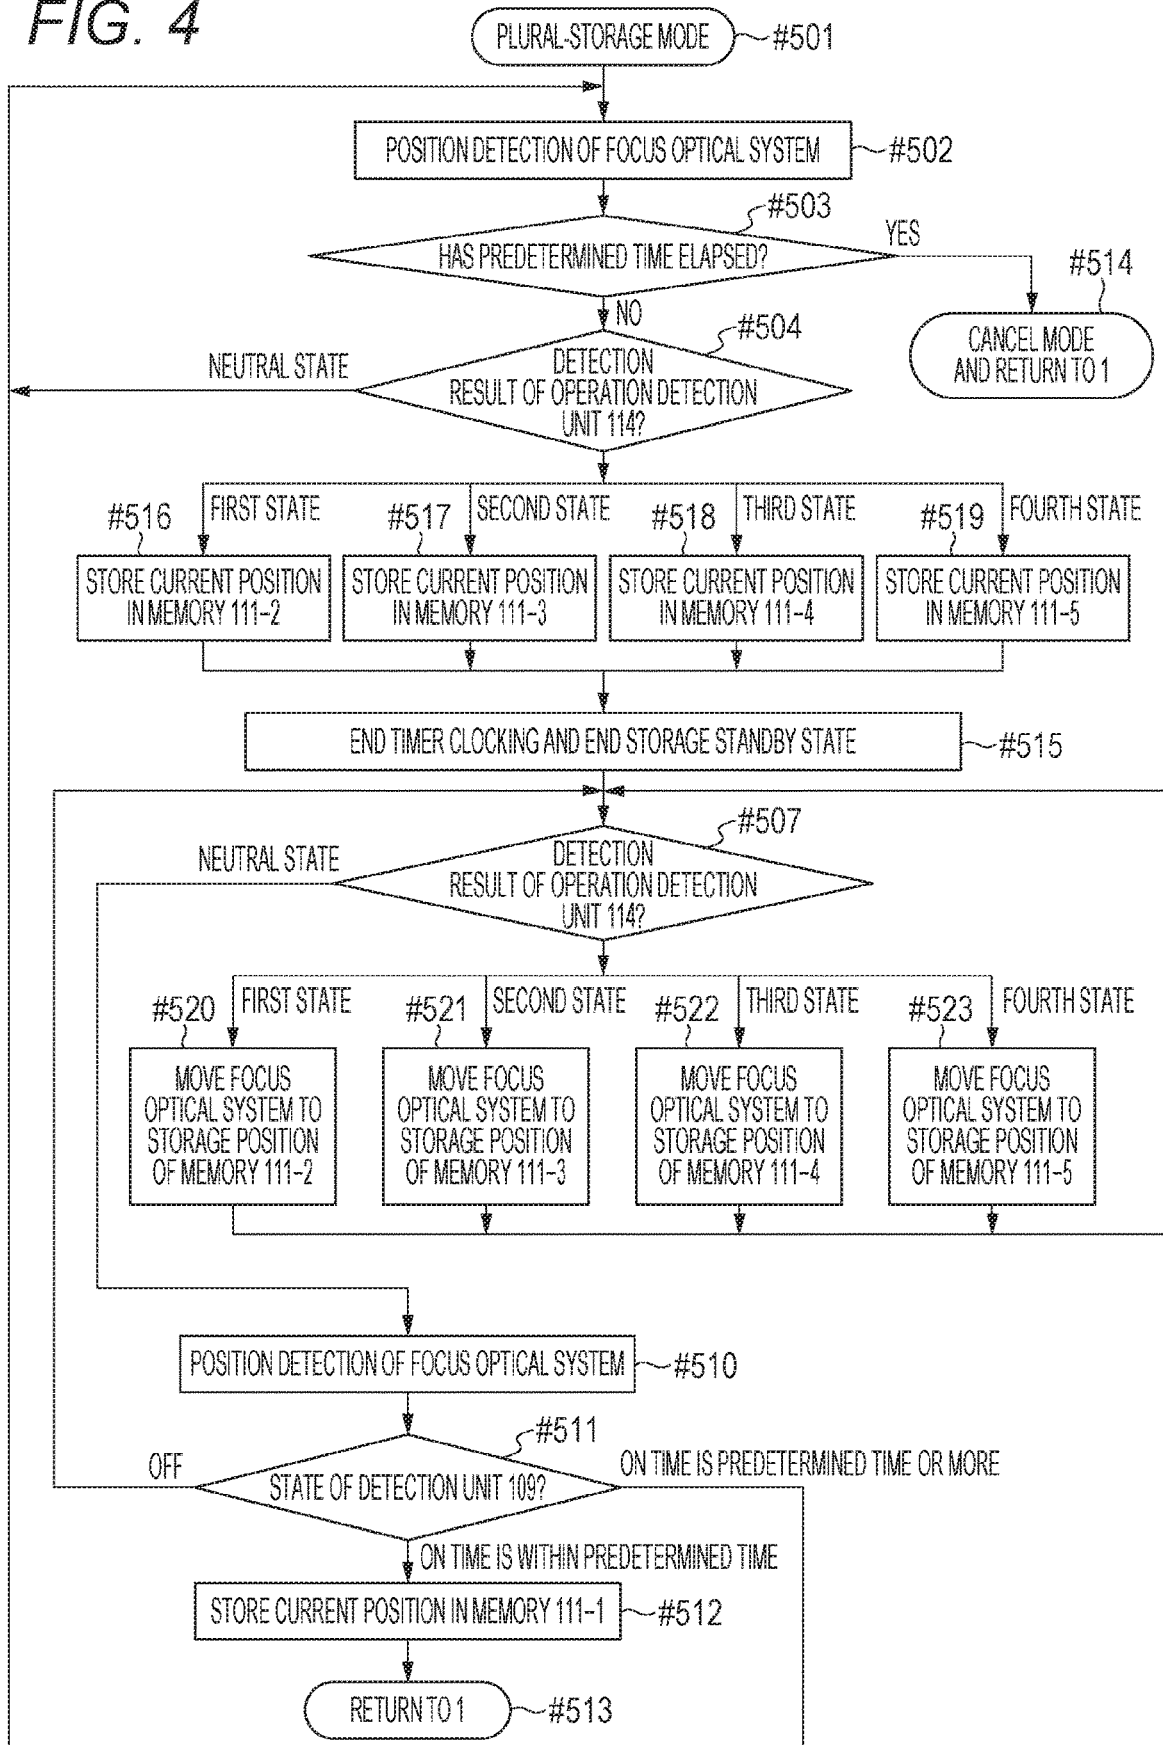 FIG. 4
PLURAL-STORAGE MODE
#501
POSITION DETECTION OF FOCUS OPTICAL SYSTEM
#502
#503
HAS PREDETERMINED TIME ELAPSED?
YES
#514
CANCEL MODE
AND RETURN TO 1
NO
#504
NEUTRAL STATE
DETECTION
RESULT OF OPERATION DETECTION
UNIT 114?
FIRST STATE
SECOND STATE
THIRD STATE
FOURTH STATE
#516
#517
#518
#519
STORE CURRENT POSITION
IN MEMORY 111-2
STORE CURRENT POSITION
IN MEMORY 111-3
STORE CURRENT POSITION
IN MEMORY 111-4
STORE CURRENT POSITION
IN MEMORY 111-5
END TIMER CLOCKING AND END STORAGE STANDBY STATE
#515
#507
NEUTRAL STATE
DETECTION
RESULT OF OPERATION DETECTION
UNIT 114?
FIRST STATE
SECOND STATE
THIRD STATE
FOURTH STATE
#520
#521
#522
#523
MOVE FOCUS
OPTICAL SYSTEM TO
STORAGE POSITION
OF MEMORY 111-2
MOVE FOCUS
OPTICAL SYSTEM TO
STORAGE POSITION
OF MEMORY 111-3
MOVE FOCUS
OPTICAL SYSTEM TO
STORAGE POSITION
OF MEMORY 111-4
MOVE FOCUS
OPTICAL SYSTEM TO
STORAGE POSITION
OF MEMORY 111-5
POSITION DETECTION OF FOCUS OPTICAL SYSTEM
#510
#511
OFF
STATE OF DETECTION UNIT 109?
ON TIME IS PREDETERMINED TIME OR MORE
ON TIME IS WITHIN PREDETERMINED TIME
STORE CURRENT POSITION IN MEMORY 111-1
#512
RETURN TO 1
#513